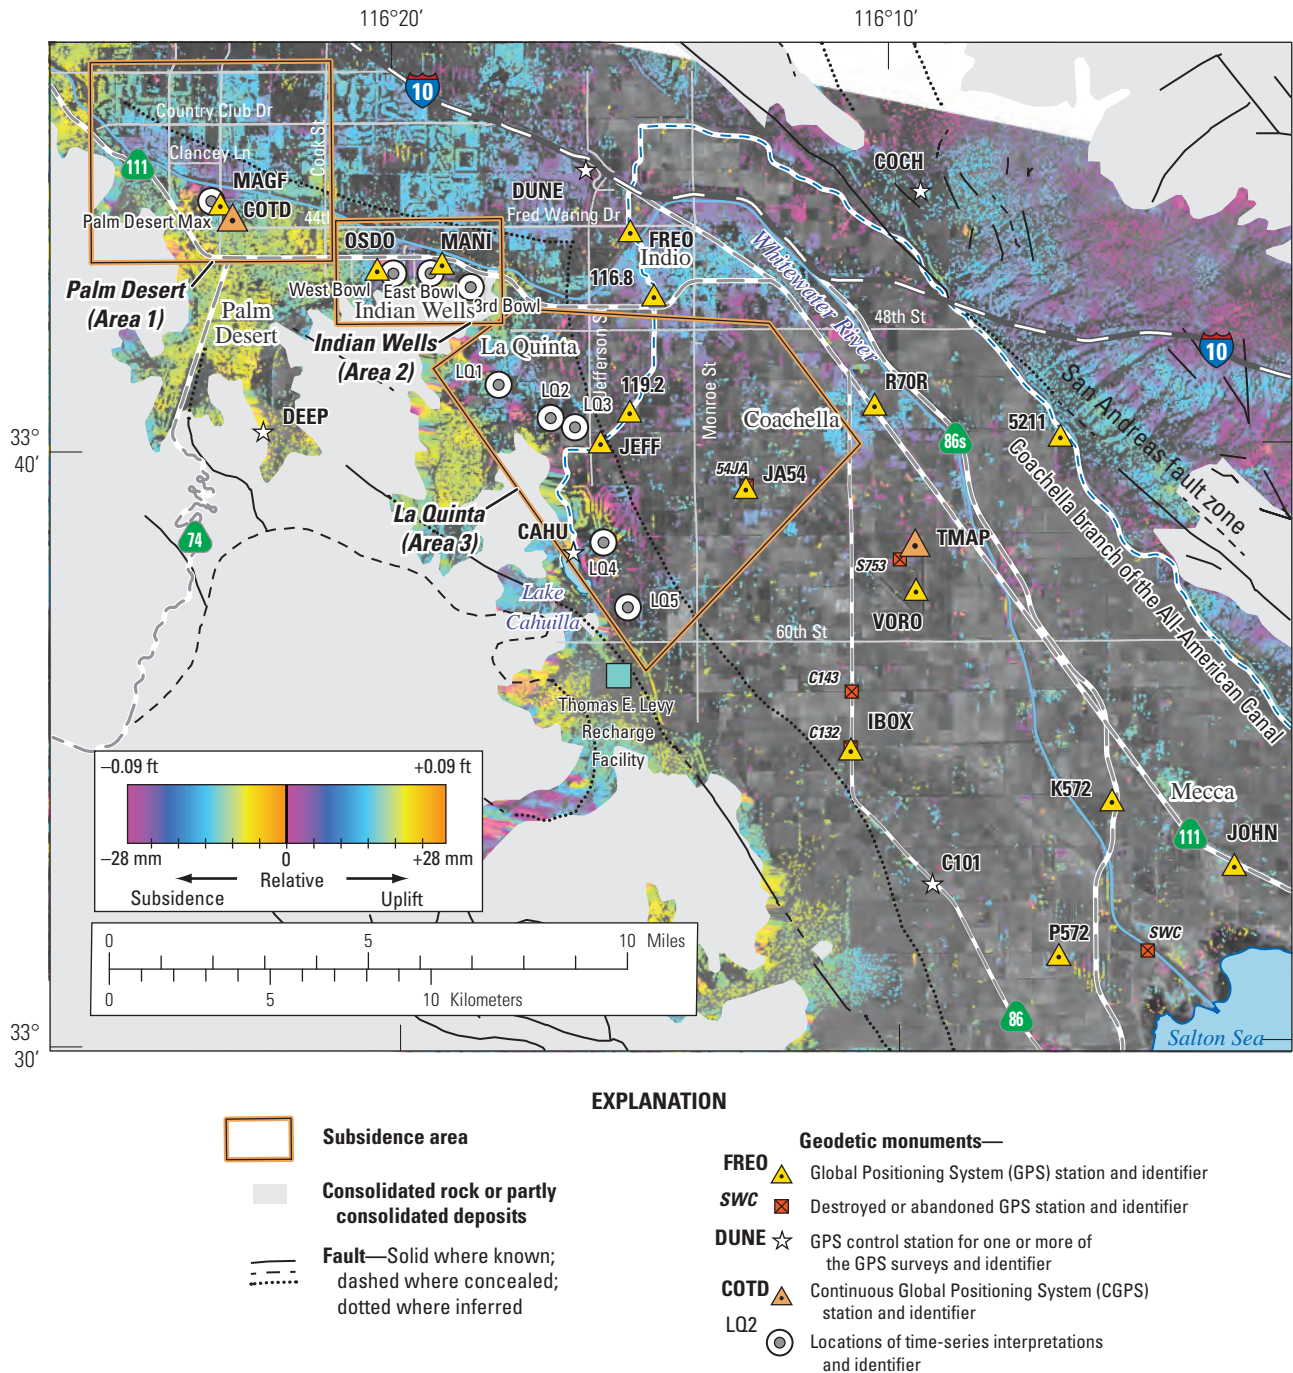 116°20'
116°10'
10
Country Club Dr
Cook St
Clancey Ln
111
MAGF
COTD
Palm Desert Max
44th
DUNE
Fred Waring Dr
COCH
FREO
Indio
Whitewater River
OSDO
MANI
116.8
West Bowl
East Bowl
3rd Bowl
Indian Wells
Palm Desert
(Area 1)
Palm
Desert
Indian Wells
(Area 2)
La Quinta
Jefferson St
48th St
10
LQ1
LQ2
LQ3
119.2
Monroe St
R70R
San Andreas fault zone
DEEP
Coachella
5211
86s
33°
40'
JEFF
54JA
JA54
Coachella branch of the All-American Canal
La Quinta
(Area 3)
74
CAHU
LQ4
TMAP
S753
Lake
Cahuilla
LQ5
VORO
60th St
C143
Thomas E. Levy
Recharge
Facility
IBOX
C132
K572
Mecca
111
JOHN
–0.09 ft
+0.09 ft
–28 mm
0
+28 mm
Relative
Subsidence
Uplift
C101
P572
SWC
0
5
10 Miles
0
5
10 Kilometers
86
Salton Sea
33°
30'
EXPLANATION
Subsidence area
Consolidated rock or partly
consolidated deposits
Fault—Solid where known;
dashed where concealed;
dotted where inferred
Geodetic monuments—
FREO Global Positioning System (GPS) station and identifier
SWC Destroyed or abandoned GPS station and identifier
DUNE GPS control station for one or more of
the GPS surveys and identifier
COTD Continuous Global Positioning System (CGPS)
station and identifier
LQ2 Locations of time-series interpretations
and identifier